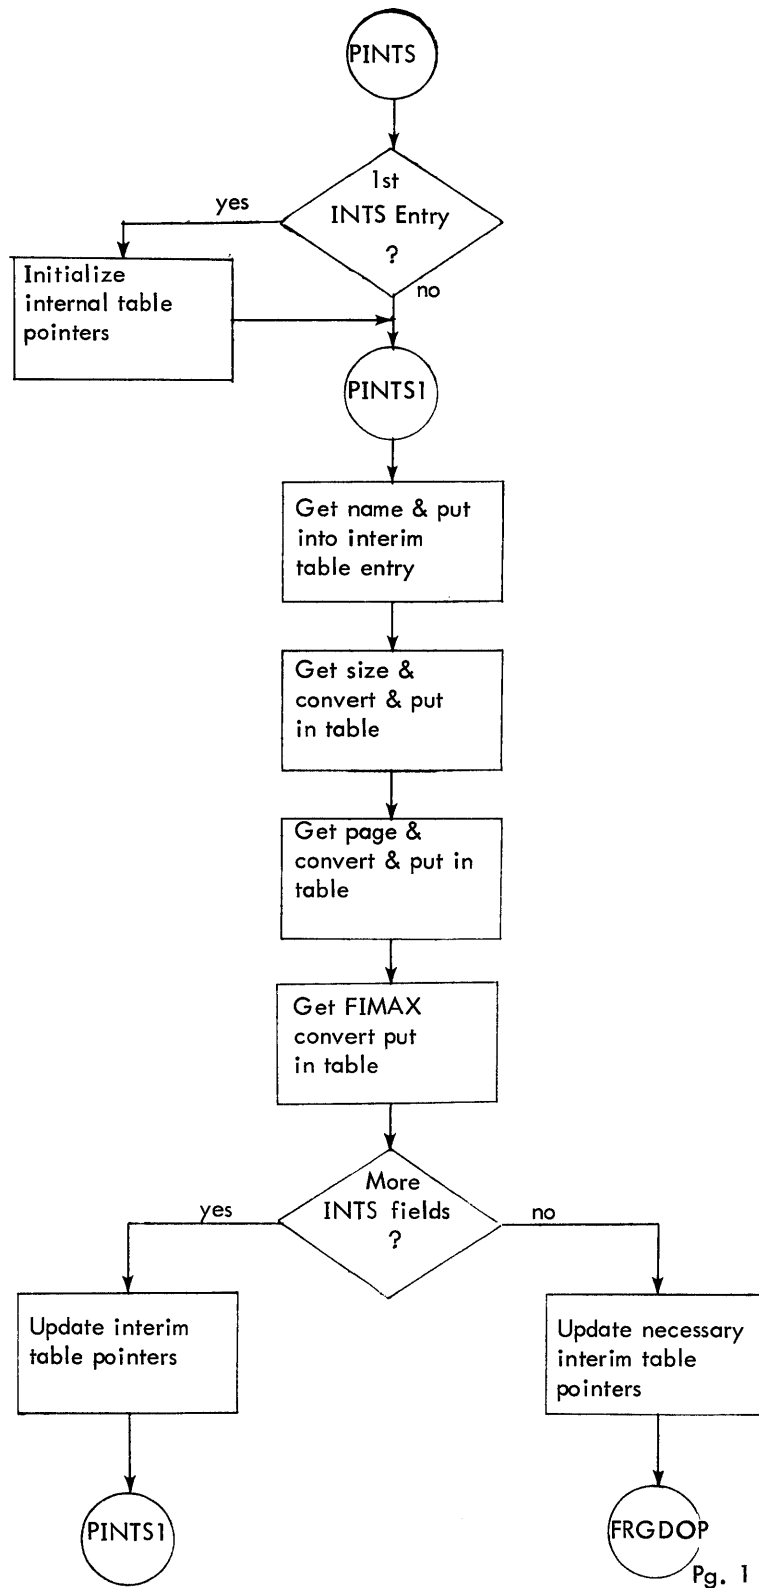 PINTS
1st
INTS Entry
?
yes
no
Initialize
internal table
pointers
PINTS1
Get name & put
into interim
table entry
Get size &
convert & put
in table
Get page &
convert & put in
table
Get FIMAX
convert put
in table
More
INTS fields
?
yes
no
Update interim
table pointers
Update necessary
interim table
pointers
PINTS1
FRGDOP
Pg. 1